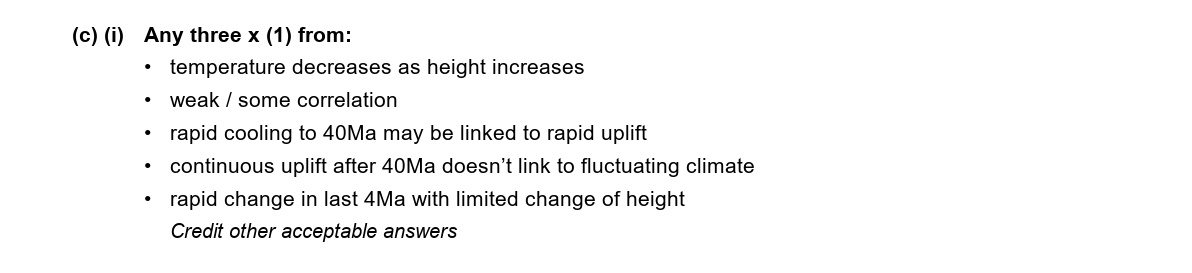 (c) (i) Any three x (1) from:
• temperature decreases as height increases
• weak / some correlation
• rapid cooling to 40Ma may be linked to rapid uplift
• continuous uplift after 40Ma doesn’t link to fluctuating climate
• rapid change in last 4Ma with limited change of height
Credit other acceptable answers